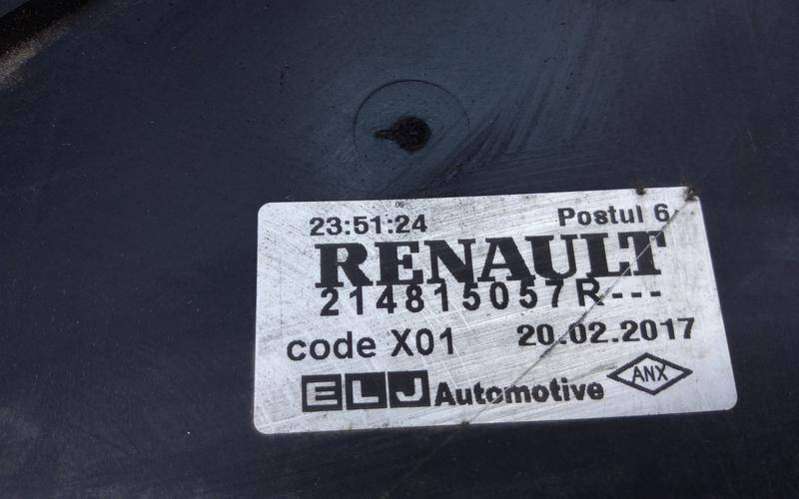 23:51:24 Postul 6
RENAULT
214815057R---
code X01 20.02.2017
ELJ Automotive ANX